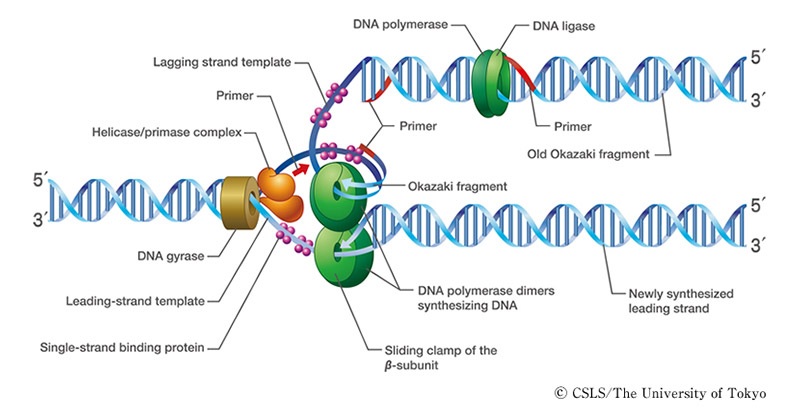 DNA polymerase
DNA ligase
Lagging strand template
5´
Primer
3´
Helicase/primase complex
Primer
Primer
Old Okazaki fragment
5´
Okazaki fragment
5´
3´
3´
DNA gyrase
DNA polymerase dimers
synthesizing DNA
Leading-strand template
Newly synthesized
leading strand
Single-strand binding protein
Sliding clamp of the
β-subunit
© CSLS/The University of Tokyo